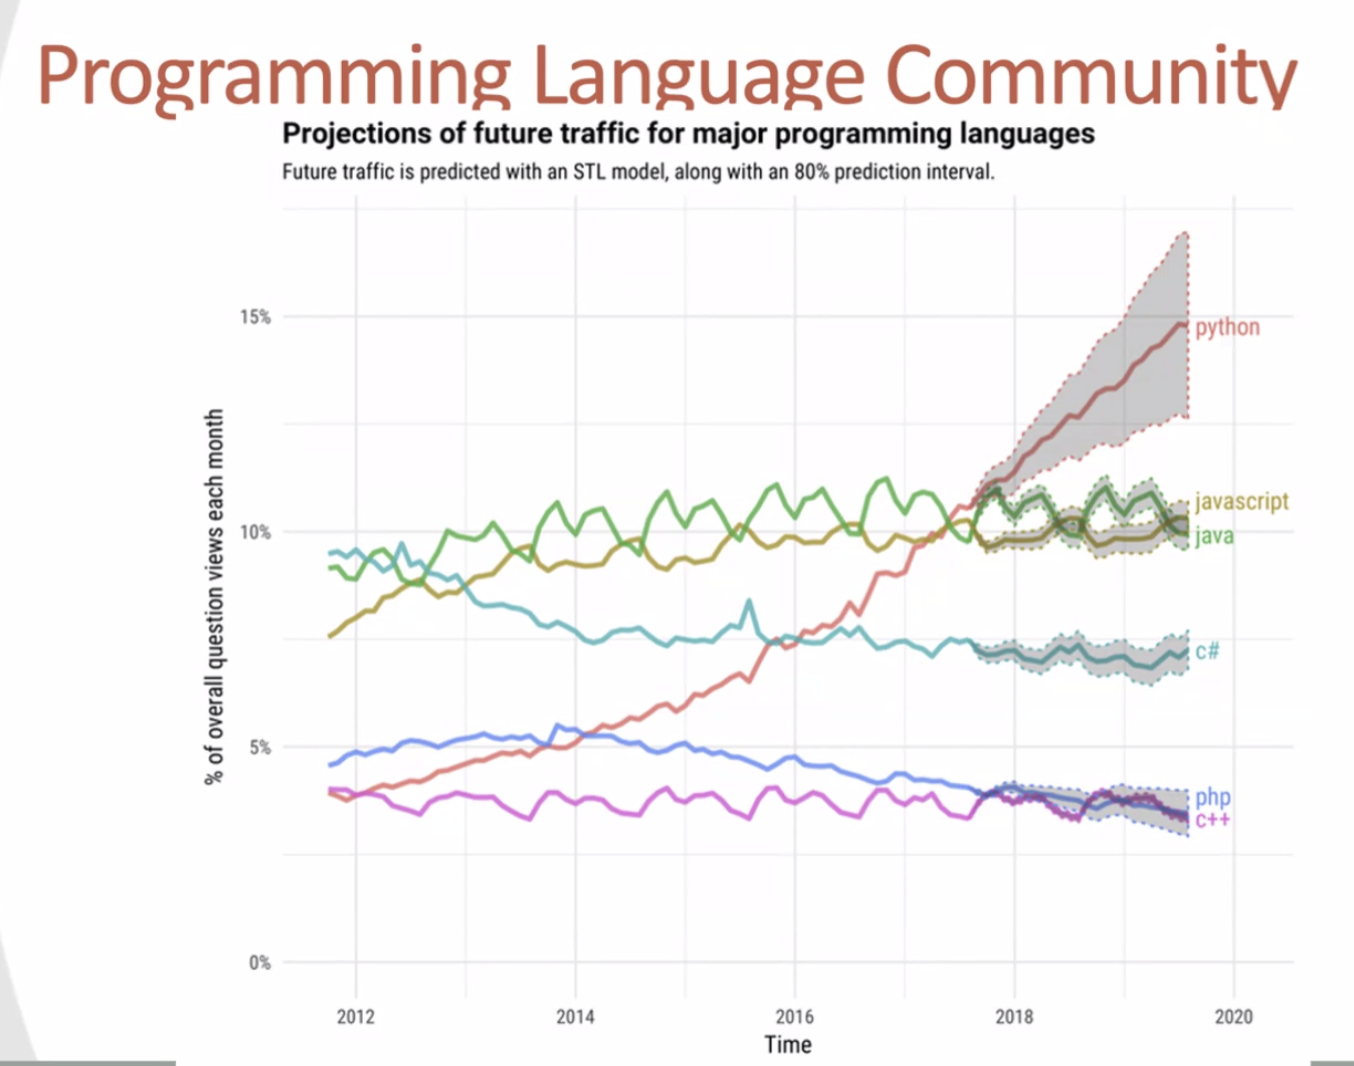 Programming Language Community
Projections of future traffic for major programming languages
Future traffic is predicted with an STL model, along with an 80% prediction interval.
15%
10%
5%
0%
% of overall question views each month
python
javascript
java
c#
php
c++
2012
2014
2016
2018
2020
Time